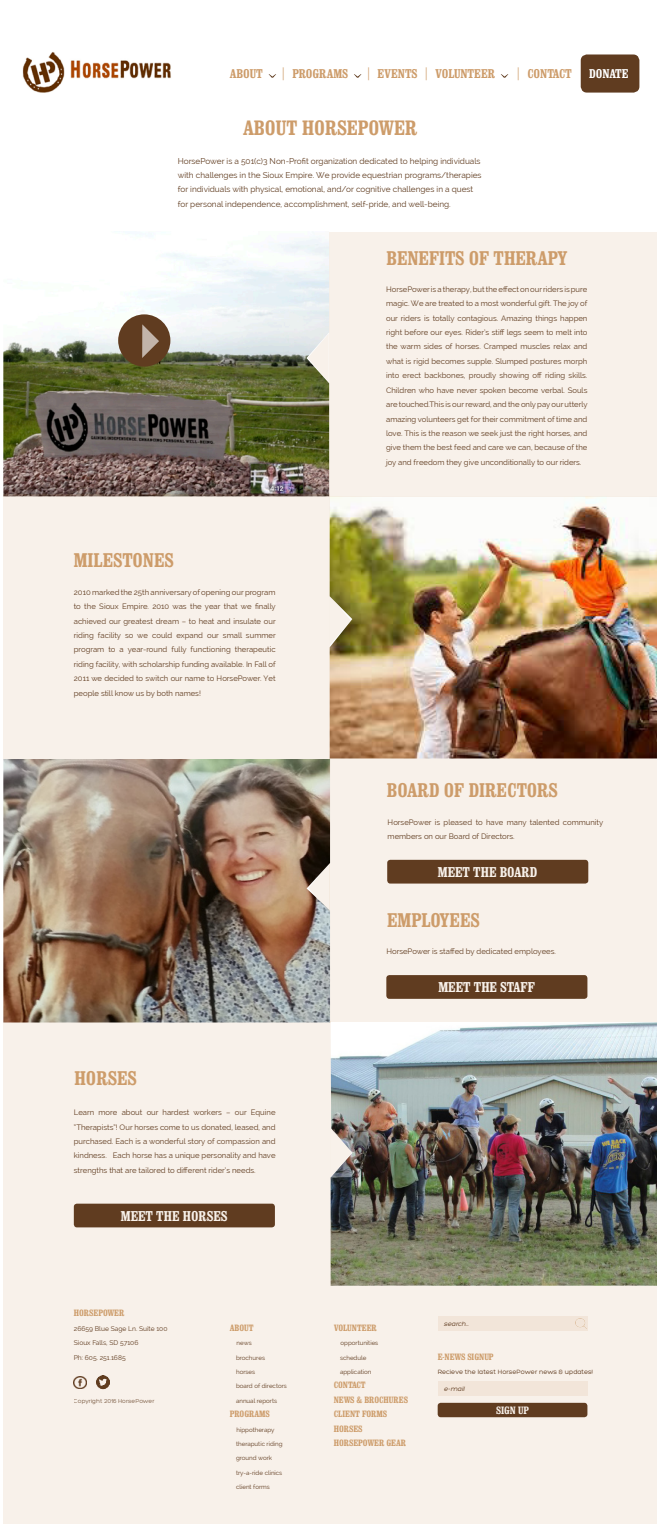 HP HORSEPOWER
ABOUT PROGRAMS EVENTS VOLUNTEER CONTACT DONATE
ABOUT HORSEPOWER
HorsePower is a 501(c)3 Non-Profit organization dedicated to helping individuals
with challenges in the Sioux Empire. We provide equestrian programs/therapies
for individuals with physical, emotional, and/or cognitive challenges in a quest
for personal independence, accomplishment, self-pride, and well-being.
BENEFITS OF THERAPY
HorsePower is a therapy, but the effect on our riders is pure
magic. We are treated to a most wonderful gift. The joy of
our riders is totally contagious. Amazing things happen
right before our eyes. Rider's stiff legs seem to melt into
the warm sides of horses. Cramped muscles relax and
what is rigid becomes supple. Slumped postures morph
into erect backbones, proudly showing off riding skills.
Children who have never spoken become verbal. Souls
are touched.This is our reward, and the only pay our utterly
amazing volunteers get for their commitment of time and
love. This is the reason we seek just the right horses, and
give them the best feed and care we can, because of the
joy and freedom they give unconditionally to our riders.
HP HORSEPOWER
GAINING INDEPENDENCE, ENHANCING PERSONAL WELL-BEING.
4:12
MILESTONES
2010 marked the 25th anniversary of opening our program
to the Sioux Empire. 2010 was the year that we finally
achieved our greatest dream – to heat and insulate our
riding facility so we could expand our small summer
program to a year-round fully functioning therapeutic
riding facility, with scholarship funding available. In Fall of
2011 we decided to switch our name to HorsePower. Yet
people still know us by both names!
BOARD OF DIRECTORS
HorsePower is pleased to have many talented community
members on our Board of Directors.
MEET THE BOARD
EMPLOYEES
HorsePower is staffed by dedicated employees.
MEET THE STAFF
HORSES
Learn more about our hardest workers – our Equine
"Therapists"! Our horses come to us donated, leased, and
purchased. Each is a wonderful story of compassion and
kindness. Each horse has a unique personality and have
strengths that are tailored to different rider's needs.
MEET THE HORSES
HORSEPOWER
26659 Blue Sage Ln. Suite 100
Sioux Falls, SD 57106
Ph: 605. 251.1685
Copyright 2016 HorsePower
ABOUT
news
brochures
horses
board of directors
annual reports
PROGRAMS
hippotherapy
theraputic riding
ground work
try-a-ride clinics
client forms
VOLUNTEER
opportunities
schedule
application
CONTACT
NEWS & BROCHURES
CLIENT FORMS
HORSES
HORSEPOWER GEAR
search..
E-NEWS SIGNUP
Recieve the latest HorsePower news & updates!
e-mail
SIGN UP